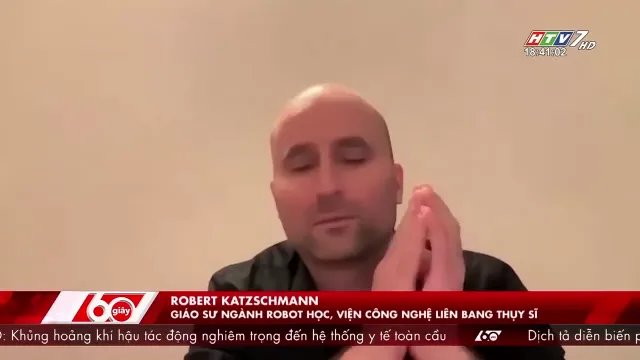 HTV7 HD
18:41:02
ROBERT KATZSCHMANN
60 giây
GIÁO SƯ NGÀNH ROBOT HỌC, VIỆN CÔNG NGHỆ LIÊN BANG THỤY SĨ
O: Khủng hoảng khí hậu tác động nghiêm trọng đến hệ thống y tế toàn cầu 60 Dịch tả diễn biến p